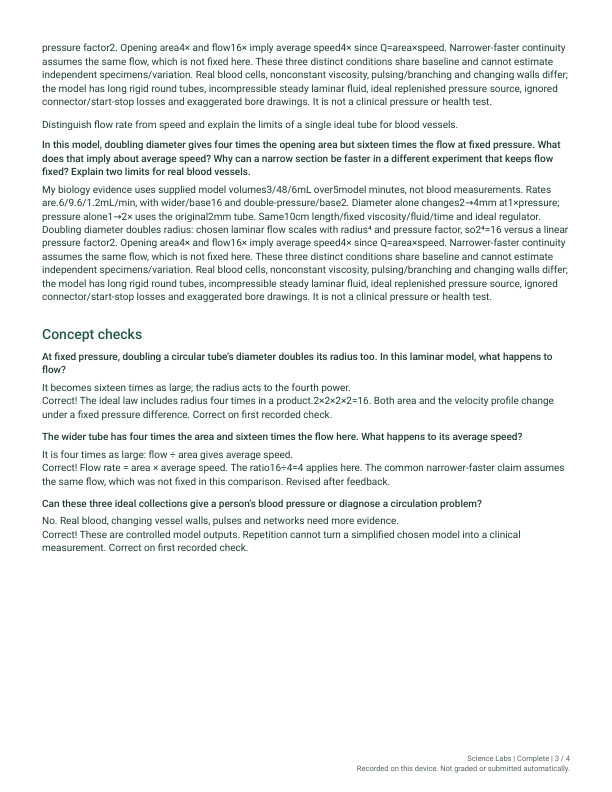 pressure factor2. Opening area4× and flow16× imply average speed4× since Q=area×speed. Narrower-faster continuity
assumes the same flow, which is not fixed here. These three distinct conditions share baseline and cannot estimate
independent specimens/variation. Real blood cells, nonconstant viscosity, pulsing/branching and changing walls differ;
the model has long rigid round tubes, incompressible steady laminar fluid, ideal replenished pressure source, ignored
connector/start-stop losses and exaggerated bore drawings. It is not a clinical pressure or health test.
Distinguish flow rate from speed and explain the limits of a single ideal tube for blood vessels.
In this model, doubling diameter gives four times the opening area but sixteen times the flow at fixed pressure. What
does that imply about average speed? Why can a narrow section be faster in a different experiment that keeps flow
fixed? Explain two limits for real blood vessels.
My biology evidence uses supplied model volumes3/48/6mL over5model minutes, not blood measurements. Rates
are.6/9.6/1.2mL/min, with wider/base16 and double-pressure/base2. Diameter alone changes2→4mm at1×pressure;
pressure alone1→2× uses the original2mm tube. Same10cm length/fixed viscosity/fluid/time and ideal regulator.
Doubling diameter doubles radius: chosen laminar flow scales with radius⁴ and pressure factor, so2⁴=16 versus a linear
pressure factor2. Opening area4× and flow16× imply average speed4× since Q=area×speed. Narrower-faster continuity
assumes the same flow, which is not fixed here. These three distinct conditions share baseline and cannot estimate
independent specimens/variation. Real blood cells, nonconstant viscosity, pulsing/branching and changing walls differ;
the model has long rigid round tubes, incompressible steady laminar fluid, ideal replenished pressure source, ignored
connector/start-stop losses and exaggerated bore drawings. It is not a clinical pressure or health test.
Concept checks
At fixed pressure, doubling a circular tube's diameter doubles its radius too. In this laminar model, what happens to
flow?
It becomes sixteen times as large; the radius acts to the fourth power.
Correct! The ideal law includes radius four times in a product.2×2×2×2=16. Both area and the velocity profile change
under a fixed pressure difference. Correct on first recorded check.
The wider tube has four times the area and sixteen times the flow here. What happens to its average speed?
It is four times as large: flow ÷ area gives average speed.
Correct! Flow rate = area × average speed. The ratio16÷4=4 applies here. The common narrower-faster claim assumes
the same flow, which was not fixed in this comparison. Revised after feedback.
Can these three ideal collections give a person's blood pressure or diagnose a circulation problem?
No. Real blood, changing vessel walls, pulses and networks need more evidence.
Correct! These are controlled model outputs. Repetition cannot turn a simplified chosen model into a clinical
measurement. Correct on first recorded check.
Science Labs | Complete | 3 / 4
Recorded on this device. Not graded or submitted automatically.